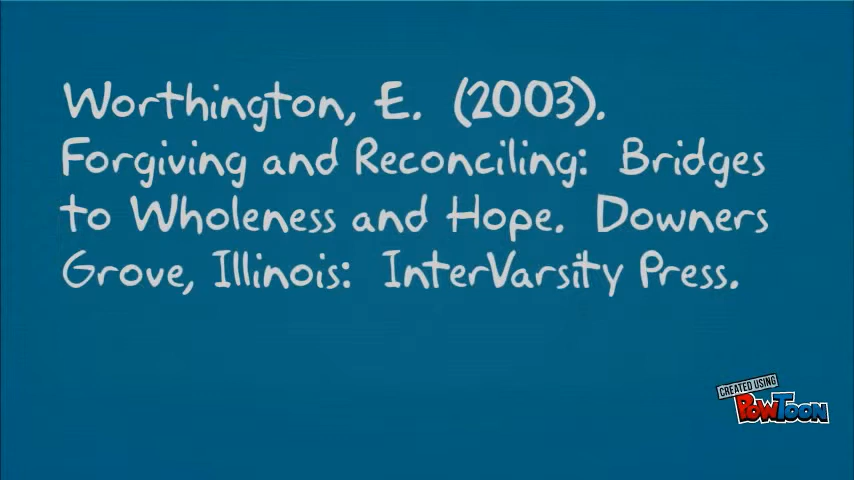 Worthington, E. (2003).
Forgiving and Reconciling: Bridges
to Wholeness and Hope. Downers
Grove, Illinois: InterVarsity Press.
CREATED USING
POWTOON